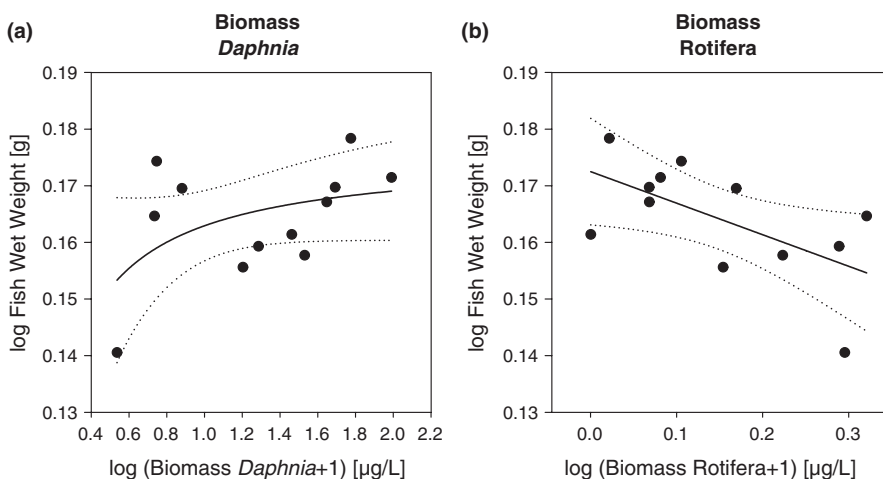 (a)
Biomass
Daphnia
log Fish Wet Weight [g]
0.19
0.18
0.17
0.16
0.15
0.14
0.13
0.4 0.6 0.8 1.0 1.2 1.4 1.6 1.8 2.0 2.2
log (Biomass Daphnia+1) [µg/L]
(b)
Biomass
Rotifera
log Fish Wet Weight [g]
0.19
0.18
0.17
0.16
0.15
0.14
0.13
0.0 0.1 0.2 0.3
log (Biomass Rotifera+1) [µg/L]